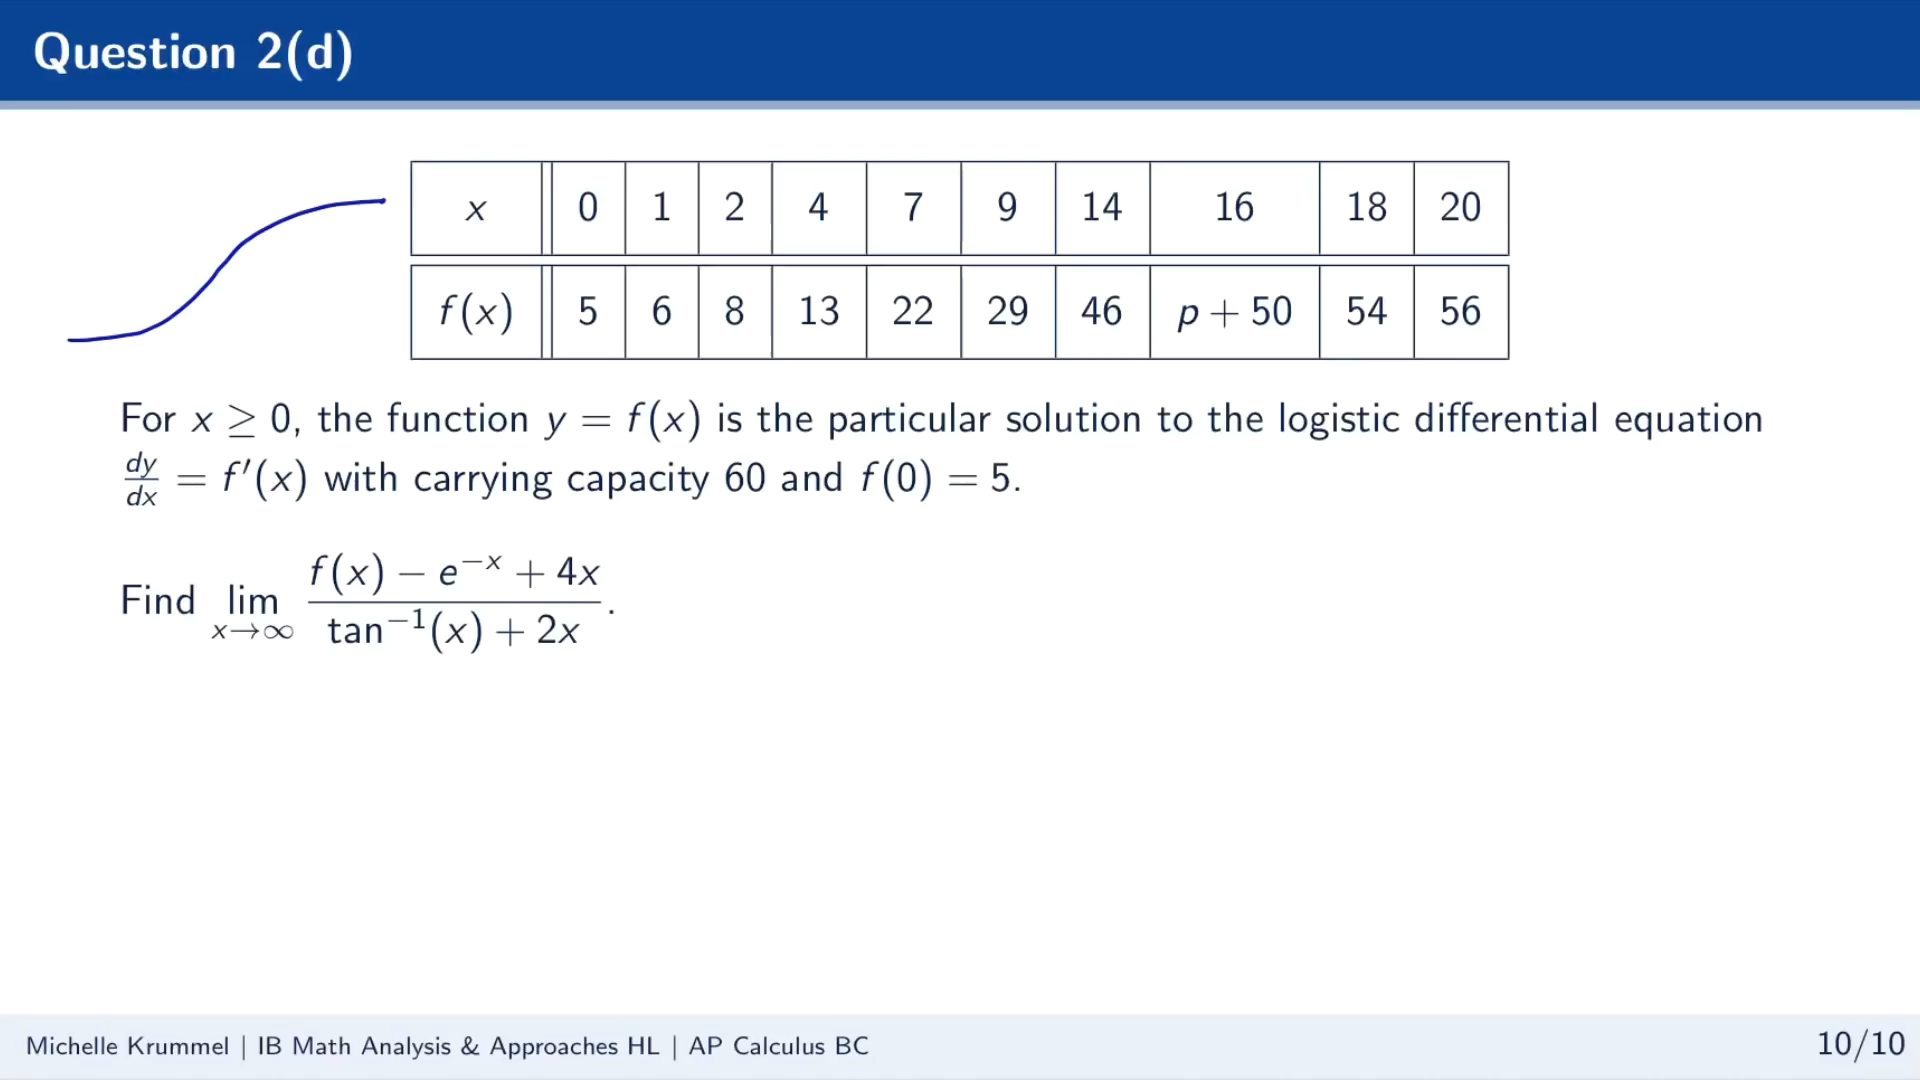 Question 2(d)
x 0 1 2 4 7 9 14 16 18 20
f(x) 5 6 8 13 22 29 46 p + 50 54 56
For x ≥ 0, the function y = f(x) is the particular solution to the logistic differential equation
dy/dx = f′(x) with carrying capacity 60 and f(0) = 5.
Find lim x→∞ (f(x) − e^−x + 4x)/(tan^−1(x) + 2x).
Michelle Krummel | IB Math Analysis & Approaches HL | AP Calculus BC 10/10